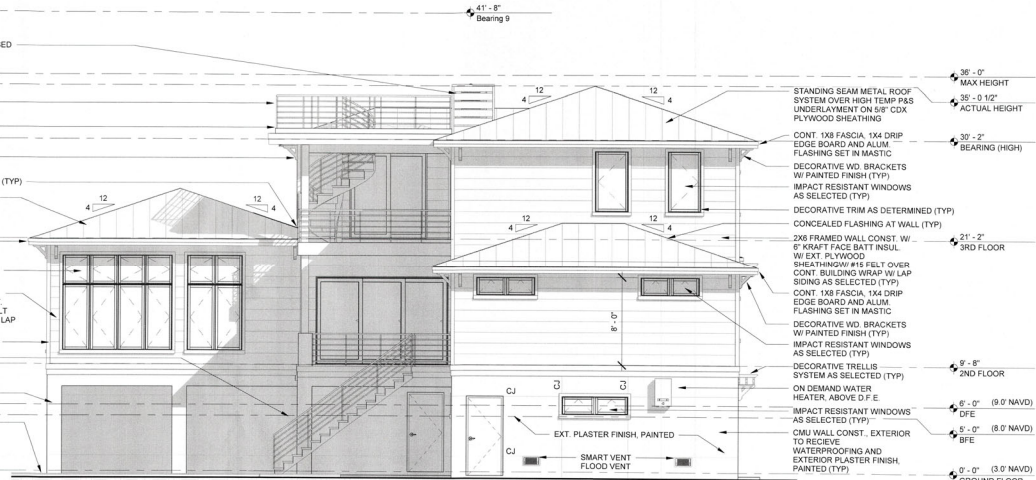 41' - 8"
Bearing 9
SED
36' - 0"
MAX HEIGHT
35' - 0 1/2"
ACTUAL HEIGHT
30' - 2"
BEARING (HIGH)
21' - 2"
3RD FLOOR
9' - 8"
2ND FLOOR
6' - 0" (9.0' NAVD)
DFE
5' - 0" (8.0' NAVD)
BFE
0' - 0" (3.0' NAVD)
GROUND FLOOR
STANDING SEAM METAL ROOF
SYSTEM OVER HIGH TEMP P&S
UNDERLAYMENT ON 5/8" CDX
PLYWOOD SHEATHING
CONT. 1X8 FASCIA, 1X4 DRIP
EDGE BOARD AND ALUM.
FLASHING SET IN MASTIC
DECORATIVE WD. BRACKETS
W/ PAINTED FINISH (TYP)
IMPACT RESISTANT WINDOWS
AS SELECTED (TYP)
DECORATIVE TRIM AS DETERMINED (TYP)
CONCEALED FLASHING AT WALL (TYP)
2X6 FRAMED WALL CONST. W/
6" KRAFT FACE BATT INSUL.
W/ EXT. PLYWOOD
SHEATHINGW/ #15 FELT OVER
CONT. BUILDING WRAP W/ LAP
SIDING AS SELECTED (TYP)
CONT. 1X8 FASCIA, 1X4 DRIP
EDGE BOARD AND ALUM.
FLASHING SET IN MASTIC
DECORATIVE WD. BRACKETS
W/ PAINTED FINISH (TYP)
IMPACT RESISTANT WINDOWS
AS SELECTED (TYP)
DECORATIVE TRELLIS
SYSTEM AS SELECTED (TYP)
ON DEMAND WATER
HEATER, ABOVE D.F.E.
IMPACT RESISTANT WINDOWS
AS SELECTED (TYP)
CMU WALL CONST., EXTERIOR
TO RECIEVE
WATERPROOFING AND
EXTERIOR PLASTER FINISH,
PAINTED (TYP)
12
4
12
4
(TYP)
12
4
12
4
12
4
12
4
LT
LAP
8' - 0"
CJ
CJ
CJ
CJ
EXT. PLASTER FINISH, PAINTED
SMART VENT
FLOOD VENT